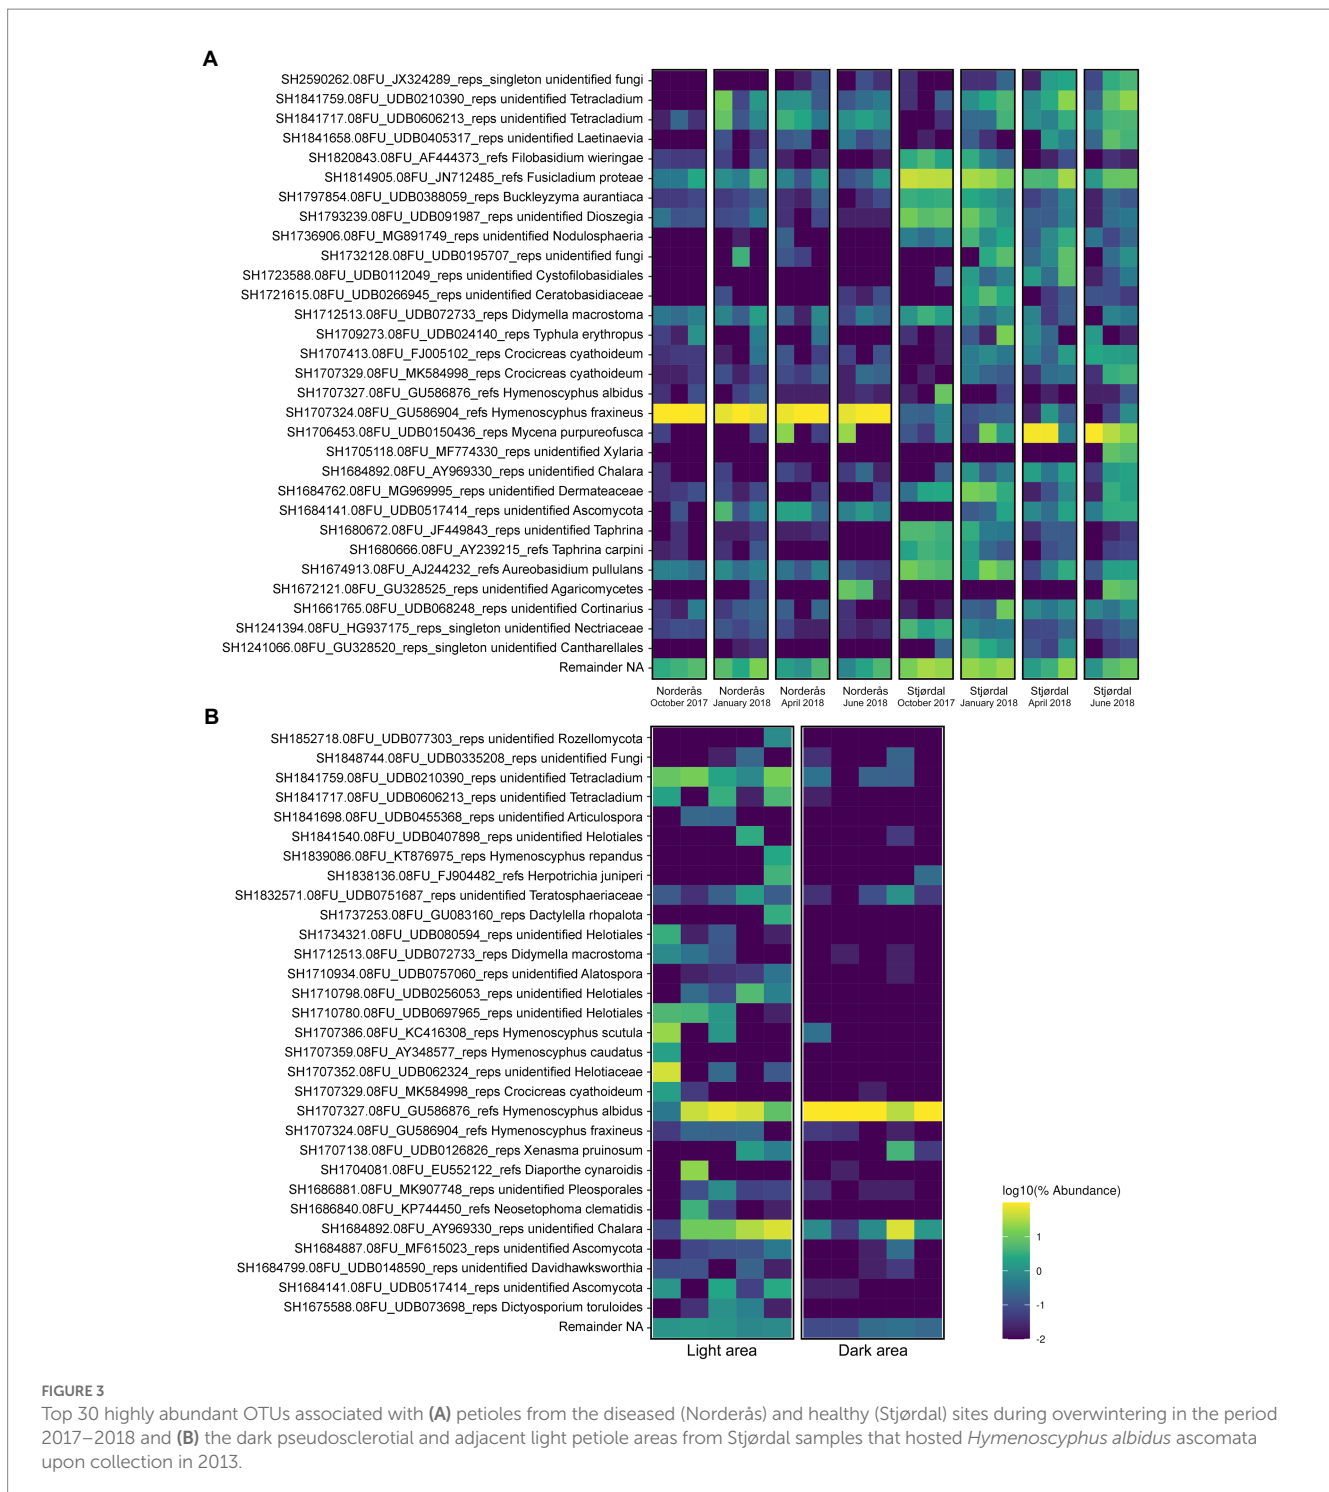 A
SH2590262.08FU_JX324289_reps_singleton unidentified fungi
SH1841759.08FU_UDB0210390_reps unidentified Tetracladium
SH1841717.08FU_UDB0606213_reps unidentified Tetracladium
SH1841658.08FU_UDB0405317_reps unidentified Laetinaevia
SH1820843.08FU_AF444373_refs Filobasidium wieringae
SH1814905.08FU_JN712485_refs Fusicladium proteae
SH1797854.08FU_UDB0388059_reps Buckleyzyma aurantiaca
SH1793239.08FU_UDB091987_reps unidentified Dioszegia
SH1736906.08FU_MG891749_reps unidentified Nodulosphaeria
SH1732128.08FU_UDB0195707_reps unidentified fungi
SH1723588.08FU_UDB0112049_reps unidentified Cystofilobasidiales
SH1721615.08FU_UDB0266945_reps unidentified Ceratobasidiaceae
SH1712513.08FU_UDB072733_reps Didymella macrostoma
SH1709273.08FU_UDB024140_reps Typhula erythropus
SH1707413.08FU_FJ005102_reps Crocicreas cyathoideum
SH1707329.08FU_MK584998_reps Crocicreas cyathoideum
SH1707327.08FU_GU586876_refs Hymenoscyphus albidus
SH1707324.08FU_GU586904_refs Hymenoscyphus fraxineus
SH1706453.08FU_UDB0150436_reps Mycena purpureofusca
SH1705118.08FU_MF774330_reps unidentified Xylaria
SH1684892.08FU_AY969330_reps unidentified Chalara
SH1684762.08FU_MG969995_reps unidentified Dermateaceae
SH1684141.08FU_UDB0517414_reps unidentified Ascomycota
SH1680672.08FU_JF449843_reps unidentified Taphrina
SH1680666.08FU_AY239215_refs Taphrina carpini
SH1674913.08FU_AJ244232_refs Aureobasidium pullulans
SH1672121.08FU_GU328525_reps unidentified Agaricomycetes
SH1661765.08FU_UDB068248_reps unidentified Cortinarius
SH1241394.08FU_HG937175_reps_singleton unidentified Nectriaceae
SH1241066.08FU_GU328520_reps_singleton unidentified Cantharellales
Remainder NA
Norderås Norderås Norderås Norderås Stjørdal Stjørdal Stjørdal Stjørdal
October 2017 January 2018 April 2018 June 2018 October 2017 January 2018 April 2018 June 2018
B
SH1852718.08FU_UDB077303_reps unidentified Rozellomycota
SH1848744.08FU_UDB0335208_reps unidentified Fungi
SH1841759.08FU_UDB0210390_reps unidentified Tetracladium
SH1841717.08FU_UDB0606213_reps unidentified Tetracladium
SH1841698.08FU_UDB0455368_reps unidentified Articulospora
SH1841540.08FU_UDB0407898_reps unidentified Helotiales
SH1839086.08FU_KT876975_reps Hymenoscyphus repandus
SH1838136.08FU_FJ904482_refs Herpotrichia juniperi
SH1832571.08FU_UDB0751687_reps unidentified Teratosphaeriaceae
SH1737253.08FU_GU083160_reps Dactylella rhopalota
SH1734321.08FU_UDB080594_reps unidentified Helotiales
SH1712513.08FU_UDB072733_reps Didymella macrostoma
SH1710934.08FU_UDB0757060_reps unidentified Alatospora
SH1710798.08FU_UDB0256053_reps unidentified Helotiales
SH1710780.08FU_UDB0697965_reps unidentified Helotiales
SH1707386.08FU_KC416308_reps Hymenoscyphus scutula
SH1707359.08FU_AY348577_reps Hymenoscyphus caudatus
SH1707352.08FU_UDB062324_reps unidentified Helotiaceae
SH1707329.08FU_MK584998_reps Crocicreas cyathoideum
SH1707327.08FU_GU586876_refs Hymenoscyphus albidus
SH1707324.08FU_GU586904_refs Hymenoscyphus fraxineus
SH1707138.08FU_UDB0126826_reps Xenasma pruinosum
SH1704081.08FU_EU552122_refs Diaporthe cynaroidis
SH1686881.08FU_MK907748_reps unidentified Pleosporales
SH1686840.08FU_KP744450_refs Neosetophoma clematidis
SH1684892.08FU_AY969330_reps unidentified Chalara
SH1684887.08FU_MF615023_reps unidentified Ascomycota
SH1684799.08FU_UDB0148590_reps unidentified Davidhawksworthia
SH1684141.08FU_UDB0517414_reps unidentified Ascomycota
SH1675588.08FU_UDB073698_reps Dictyosporium toruloides
Remainder NA
Light area Dark area
log10(% Abundance)
1
0
-1
-2
FIGURE 3
Top 30 highly abundant OTUs associated with (A) petioles from the diseased (Norderås) and healthy (Stjørdal) sites during overwintering in the period
2017–2018 and (B) the dark pseudosclerotial and adjacent light petiole areas from Stjørdal samples that hosted Hymenoscyphus albidus ascomata
upon collection in 2013.